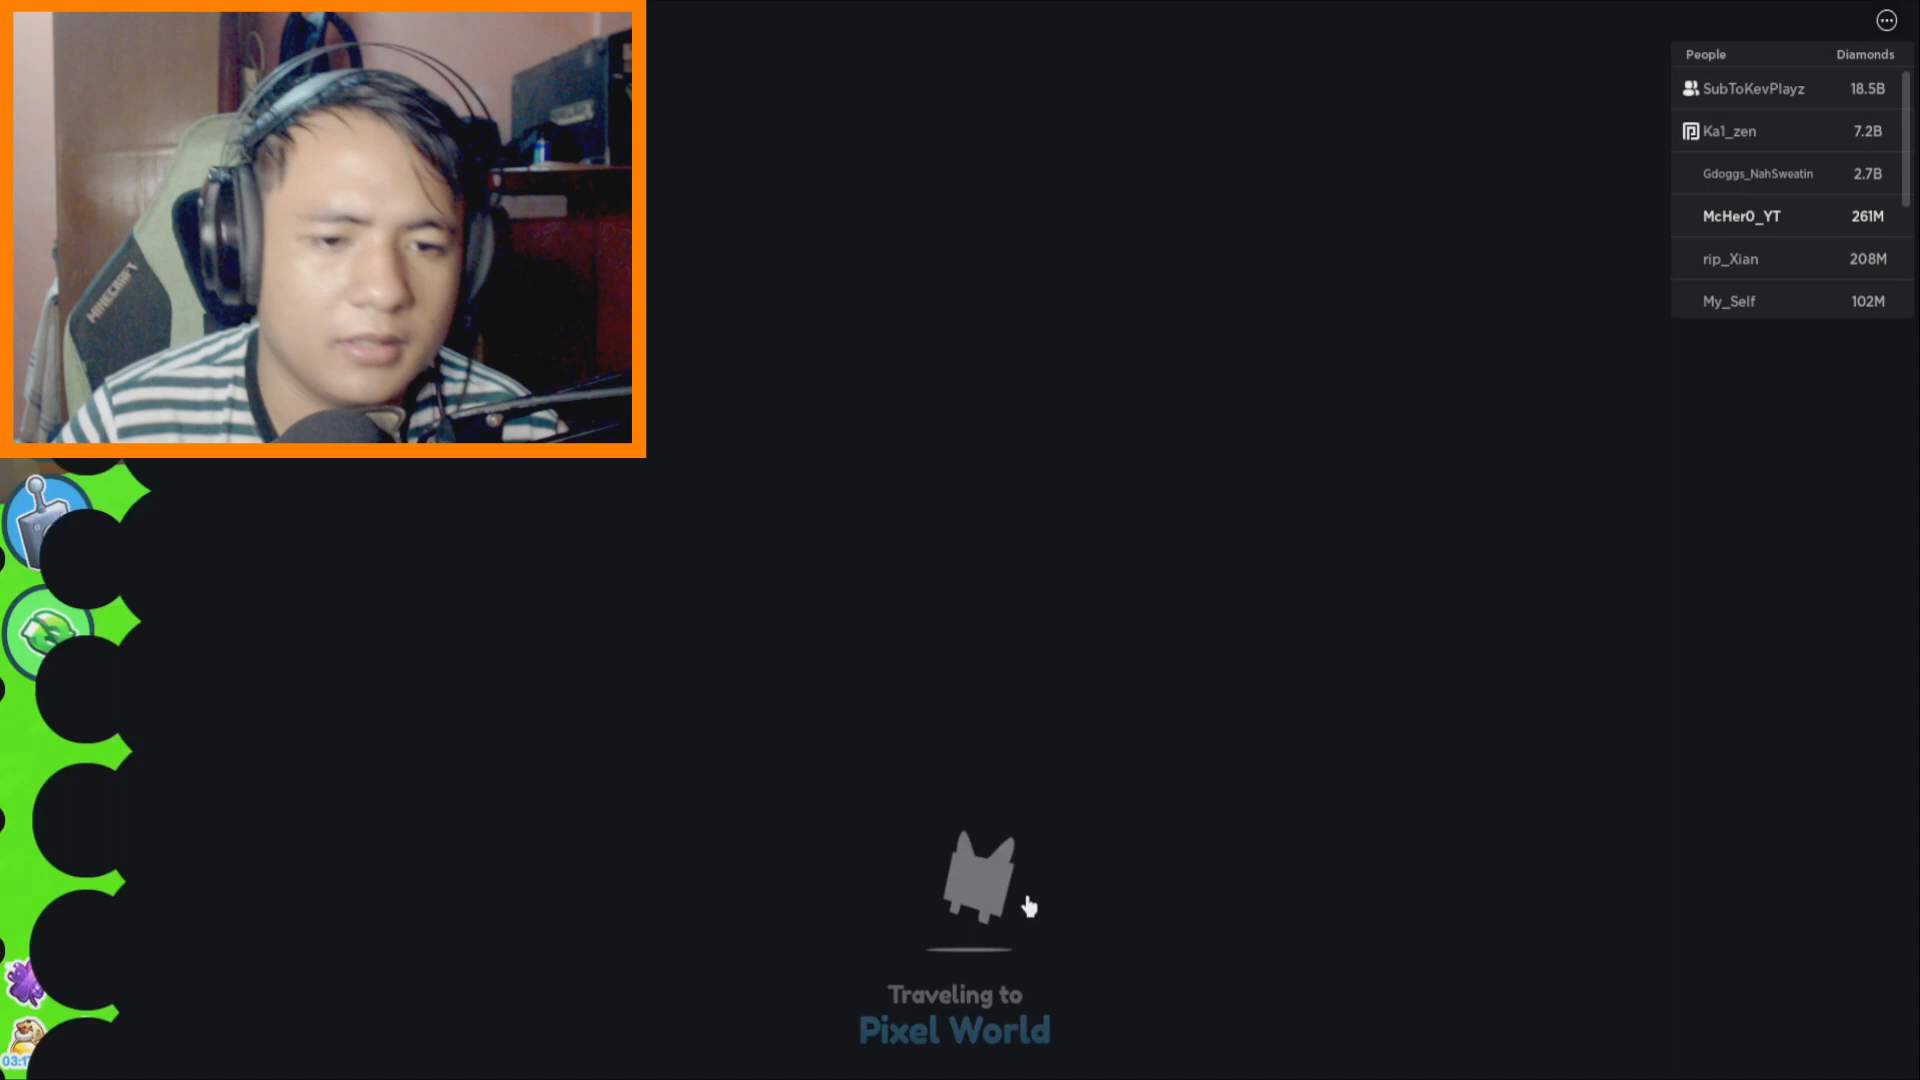 People Diamonds
SubToKevPlayz 18.5B
Ka1_zen 7.2B
Gdoggs_NahSweatin 2.7B
McHer0_YT 261M
rip_Xian 208M
My_Self 102M
MINECRAFT
Traveling to
Pixel World